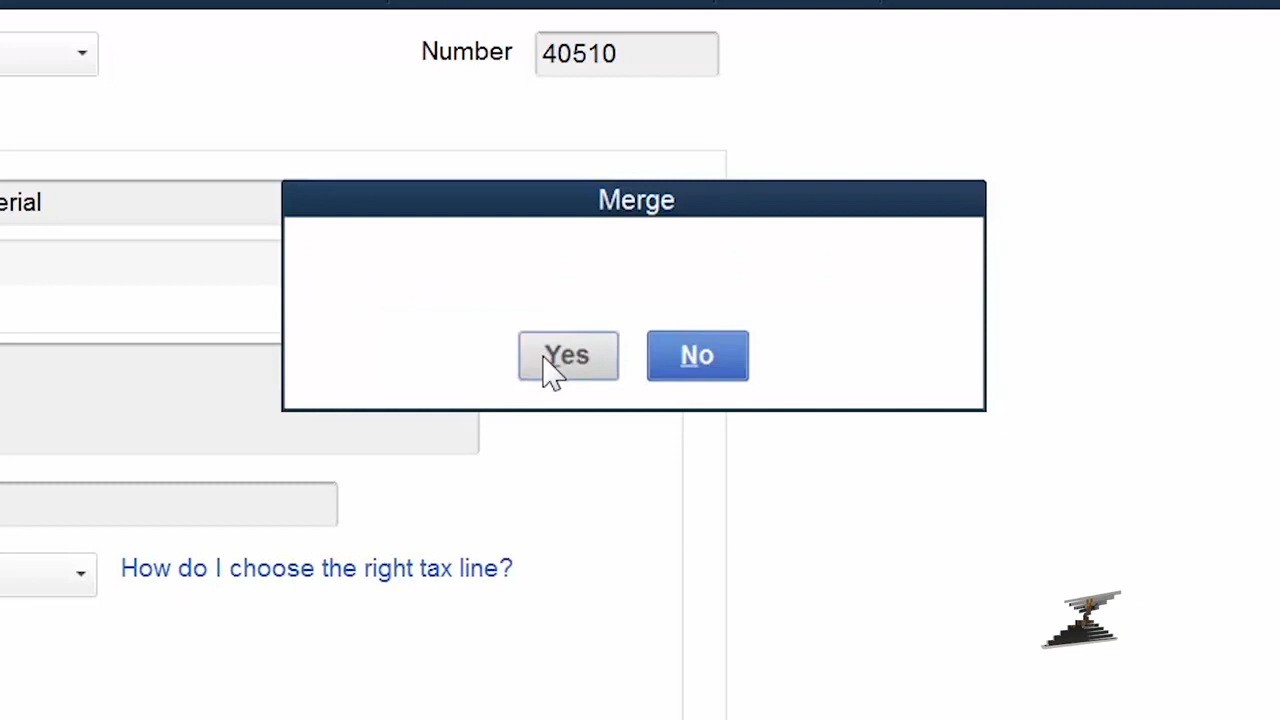 Number 40510
Merge
erial
Yes No
How do I choose the right tax line?